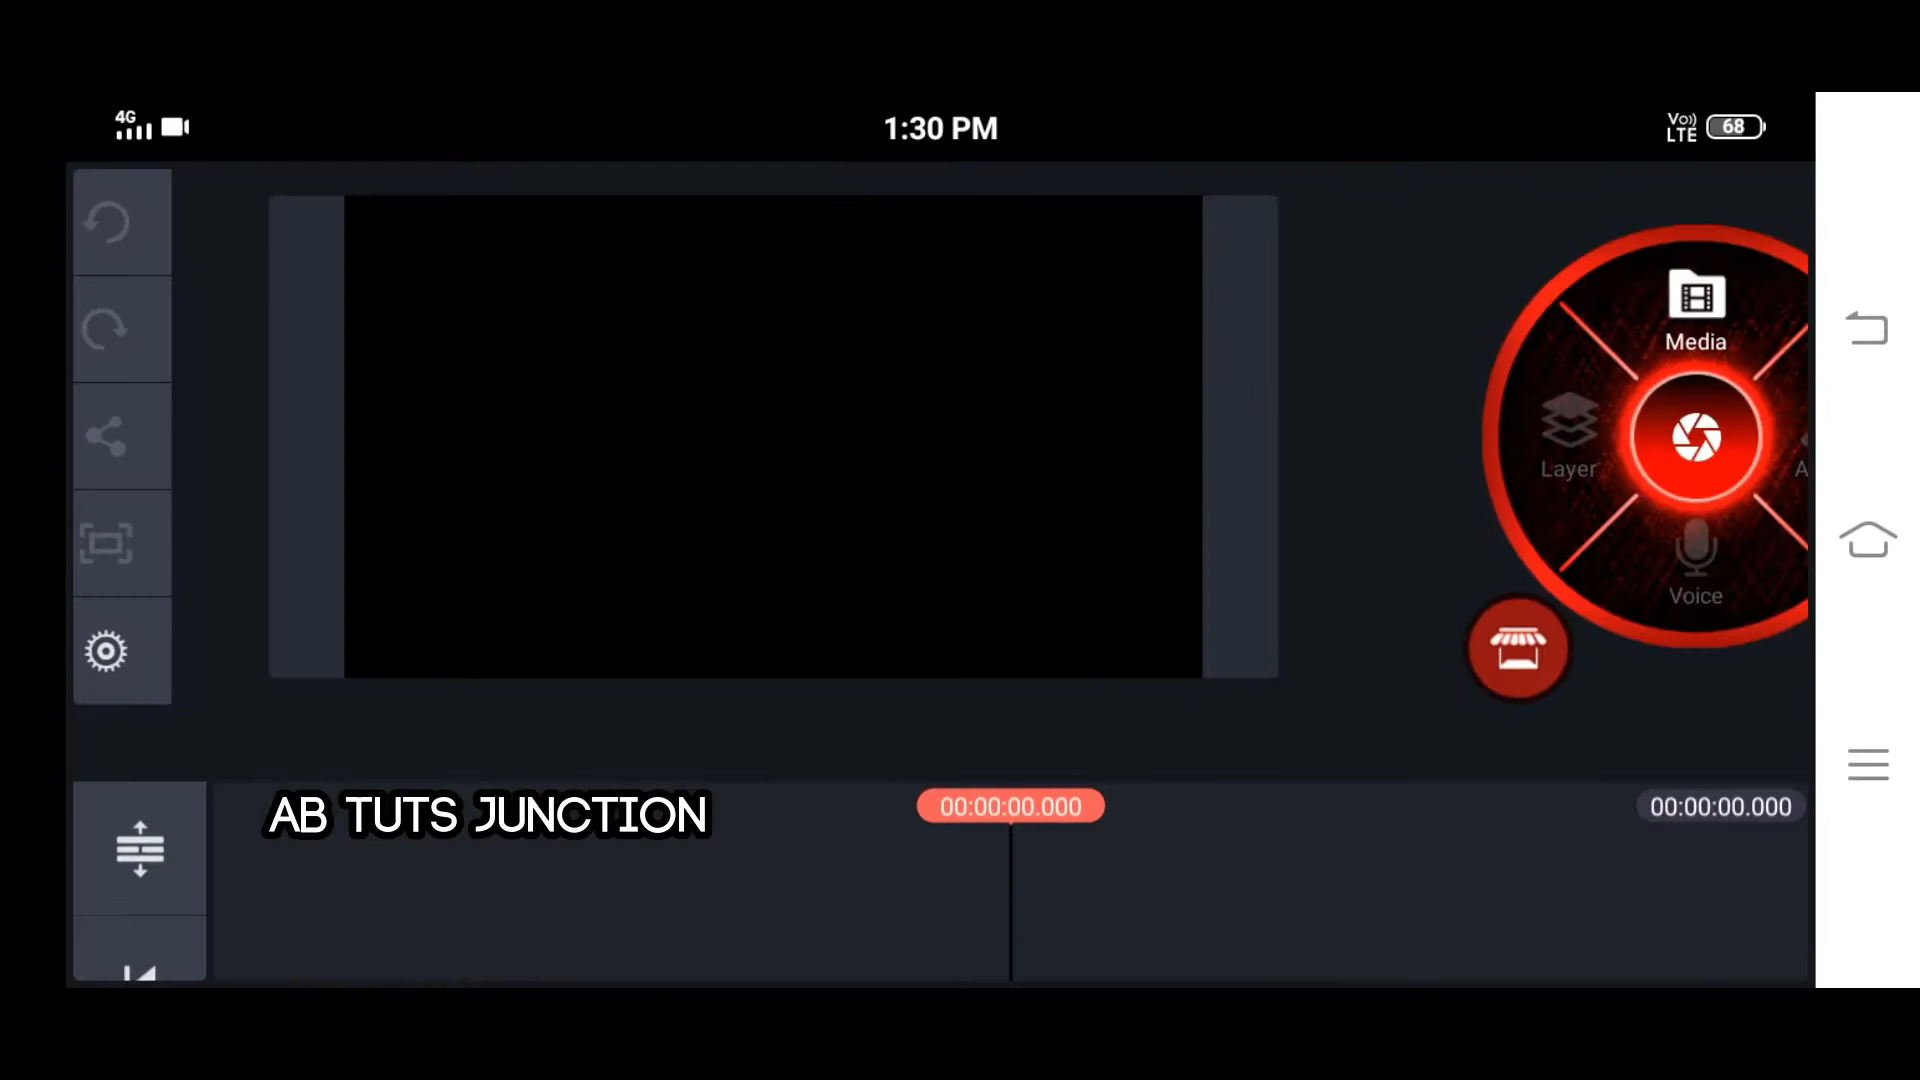 4G
1:30 PM
Vo))
LTE
68
Media
Layer
A
Voice
AB TUTS JUNCTION
00:00:00.000
00:00:00.000